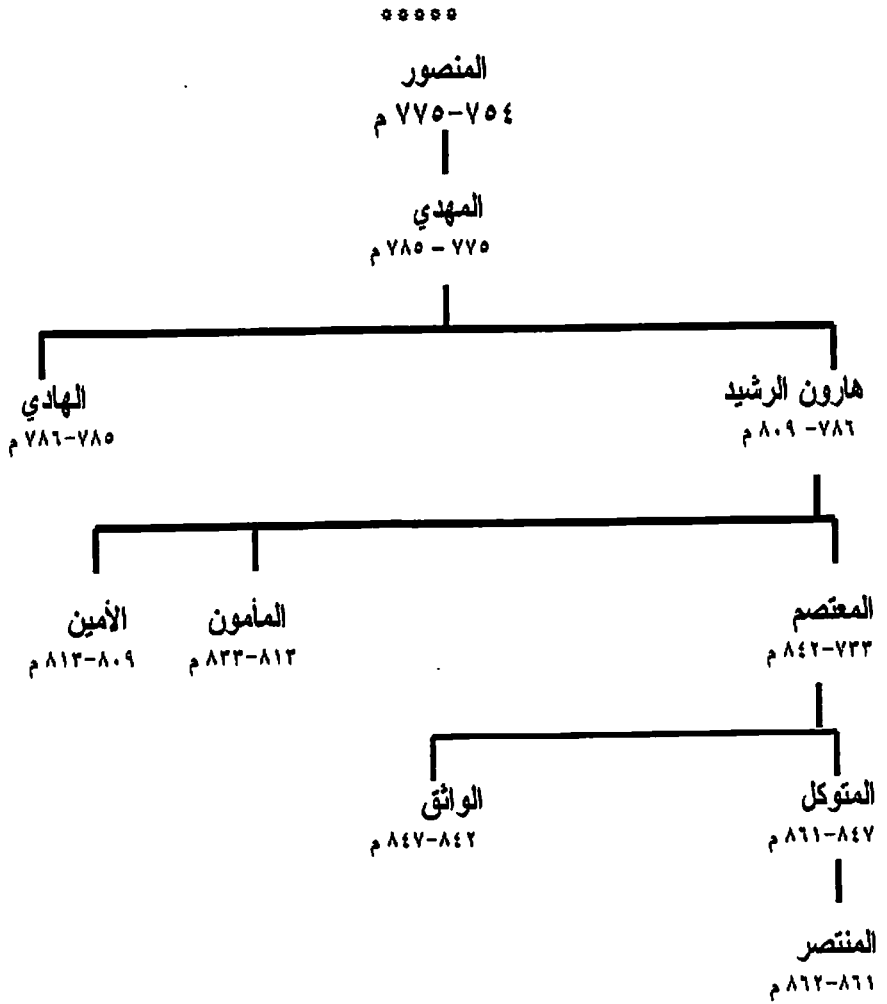 *****
المنصور
٧٥٤-٧٧٥ م
المهدي
٧٧٥ – ٧٨٥ م
هارون الرشيد
٧٨٦- ٨٠٩ م
الهادي
٧٨٥-٧٨٦ م
المعتصم
٧٣٣-٨٤٢ م
المأمون
٨١٣-٨٣٣ م
الأمين
٨٠٩-٨١٣ م
المتوكل
٨٤٧-٨٦١ م
الواثق
٨٤٢-٨٤٧ م
المنتصر
٨٦١-٨٦٢ م